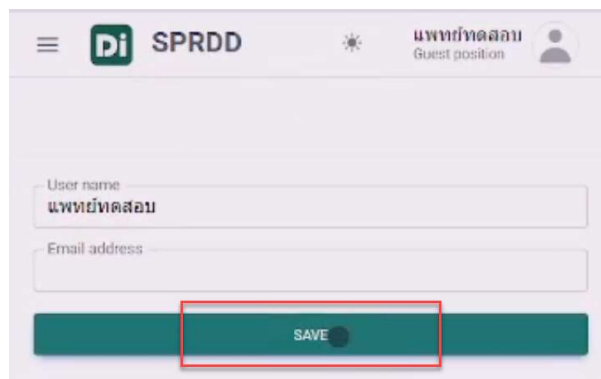 Di SPRDD
แพทย์ทดสอบ
Guest position
User name
แพทย์ทดสอบ
Email address
SAVE